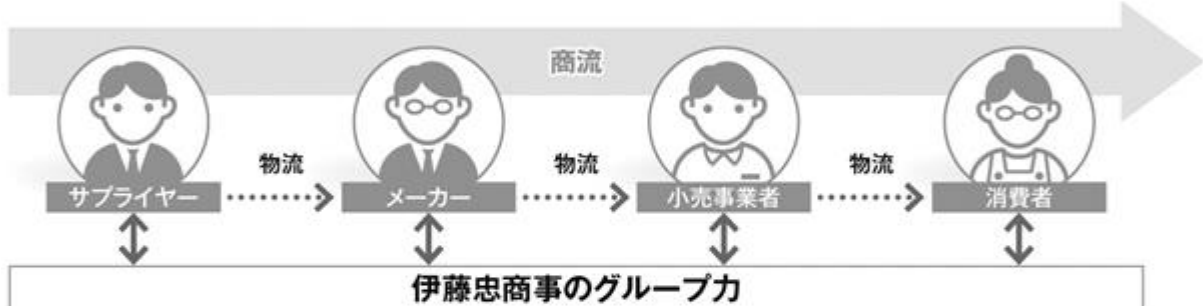 商流
物流
物流
物流
サプライヤー
メーカー
小売事業者
消費者
伊藤忠商事のグループ力